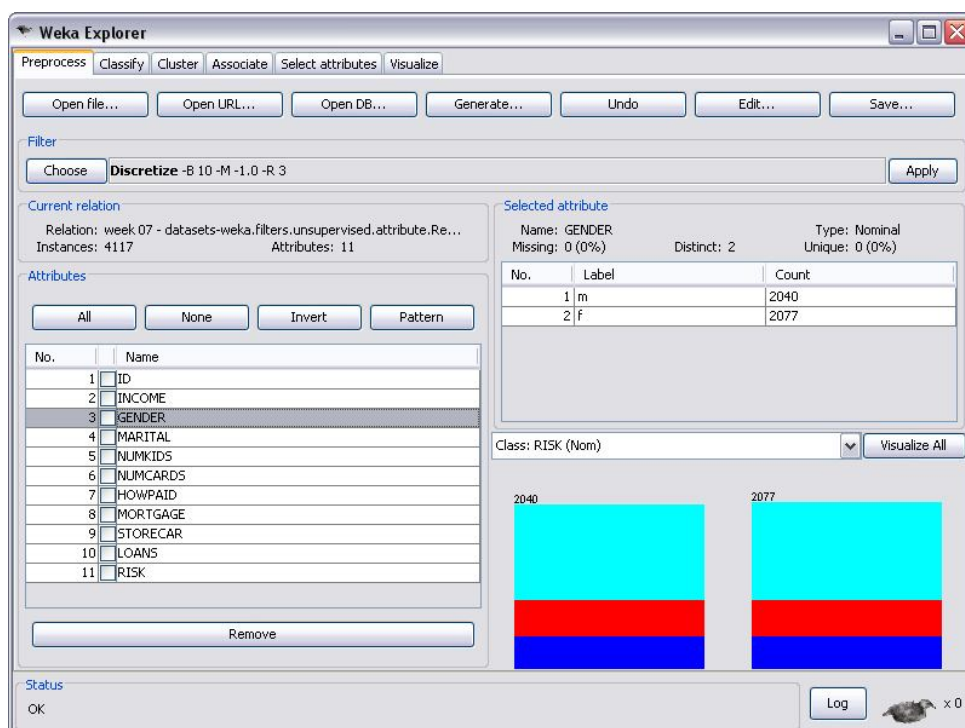 Weka Explorer
Preprocess Classify Cluster Associate Select attributes Visualize
Open file... Open URL... Open DB... Generate... Undo Edit... Save...
Filter
Choose Discretize -B 10 -M -1.0 -R 3 Apply
Current relation
Relation: week 07 - datasets-weka.filters.unsupervised.attribute.Re...
Instances: 4117 Attributes: 11
Attributes
All None Invert Pattern
No. Name
1 ID
2 INCOME
3 GENDER
4 MARITAL
5 NUMKIDS
6 NUMCARDS
7 HOWPAID
8 MORTGAGE
9 STORECAR
10 LOANS
11 RISK
Remove
Selected attribute
Name: GENDER Type: Nominal
Missing: 0 (0%) Distinct: 2 Unique: 0 (0%)
No. Label Count
1 m 2040
2 f 2077
Class: RISK (Nom) Visualize All
2040 2077
Status
OK Log x 0